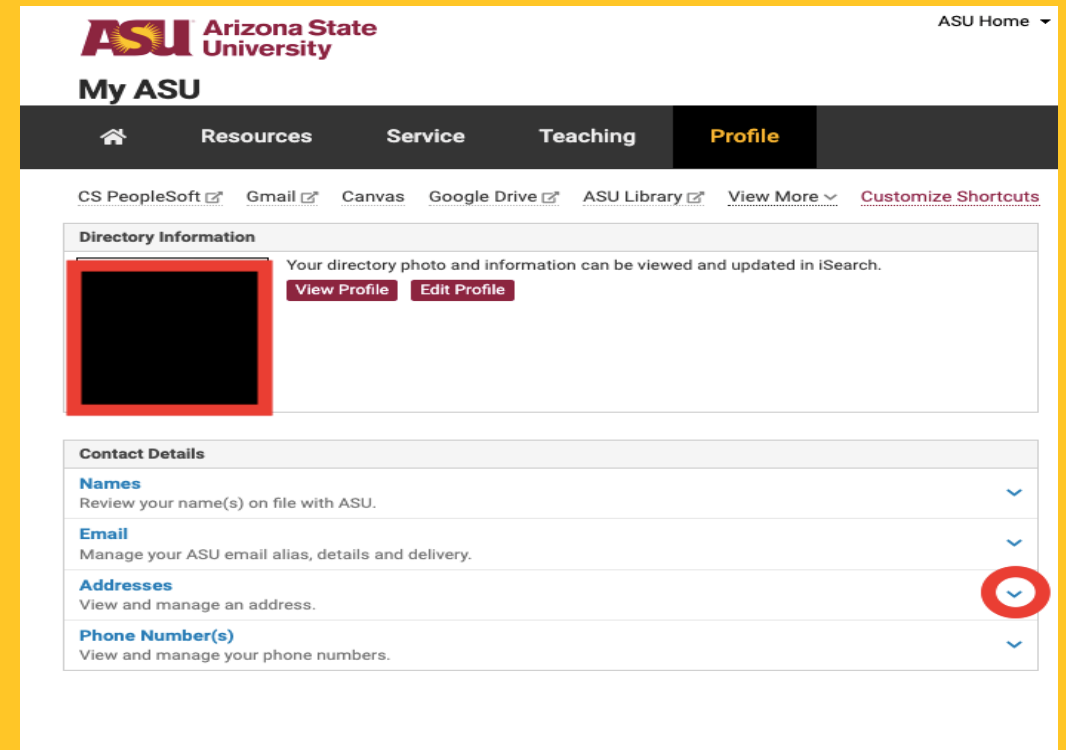 ASU Arizona State University
ASU Home
My ASU
Resources Service Teaching Profile
CS PeopleSoft Gmail Canvas Google Drive ASU Library View More Customize Shortcuts
Directory Information
Your directory photo and information can be viewed and updated in iSearch.
View Profile Edit Profile
Contact Details
Names
Review your name(s) on file with ASU.
Email
Manage your ASU email alias, details and delivery.
Addresses
View and manage an address.
Phone Number(s)
View and manage your phone numbers.